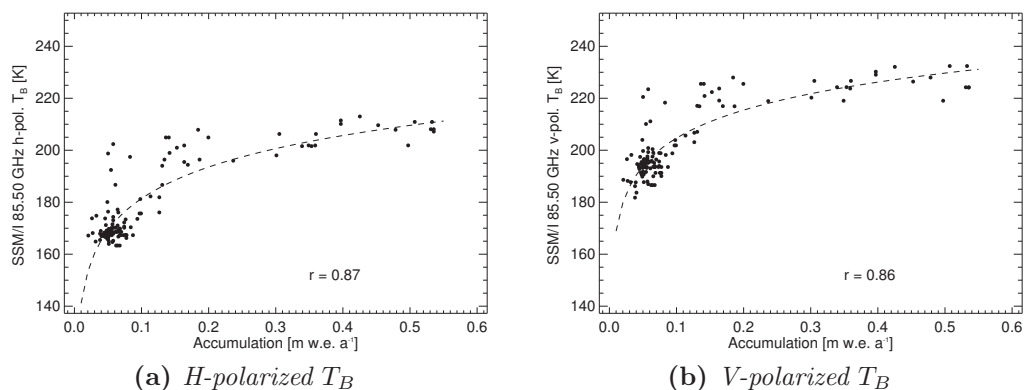 SSM/I 85.50 GHz h-pol. T_B [K]
240
220
200
180
160
140
r = 0.87
0.0 0.1 0.2 0.3 0.4 0.5 0.6
Accumulation [m w.e. a⁻¹]
(a) H-polarized T_B
SSM/I 85.50 GHz v-pol. T_B [K]
240
220
200
180
160
140
r = 0.86
0.0 0.1 0.2 0.3 0.4 0.5 0.6
Accumulation [m w.e. a⁻¹]
(b) V-polarized T_B